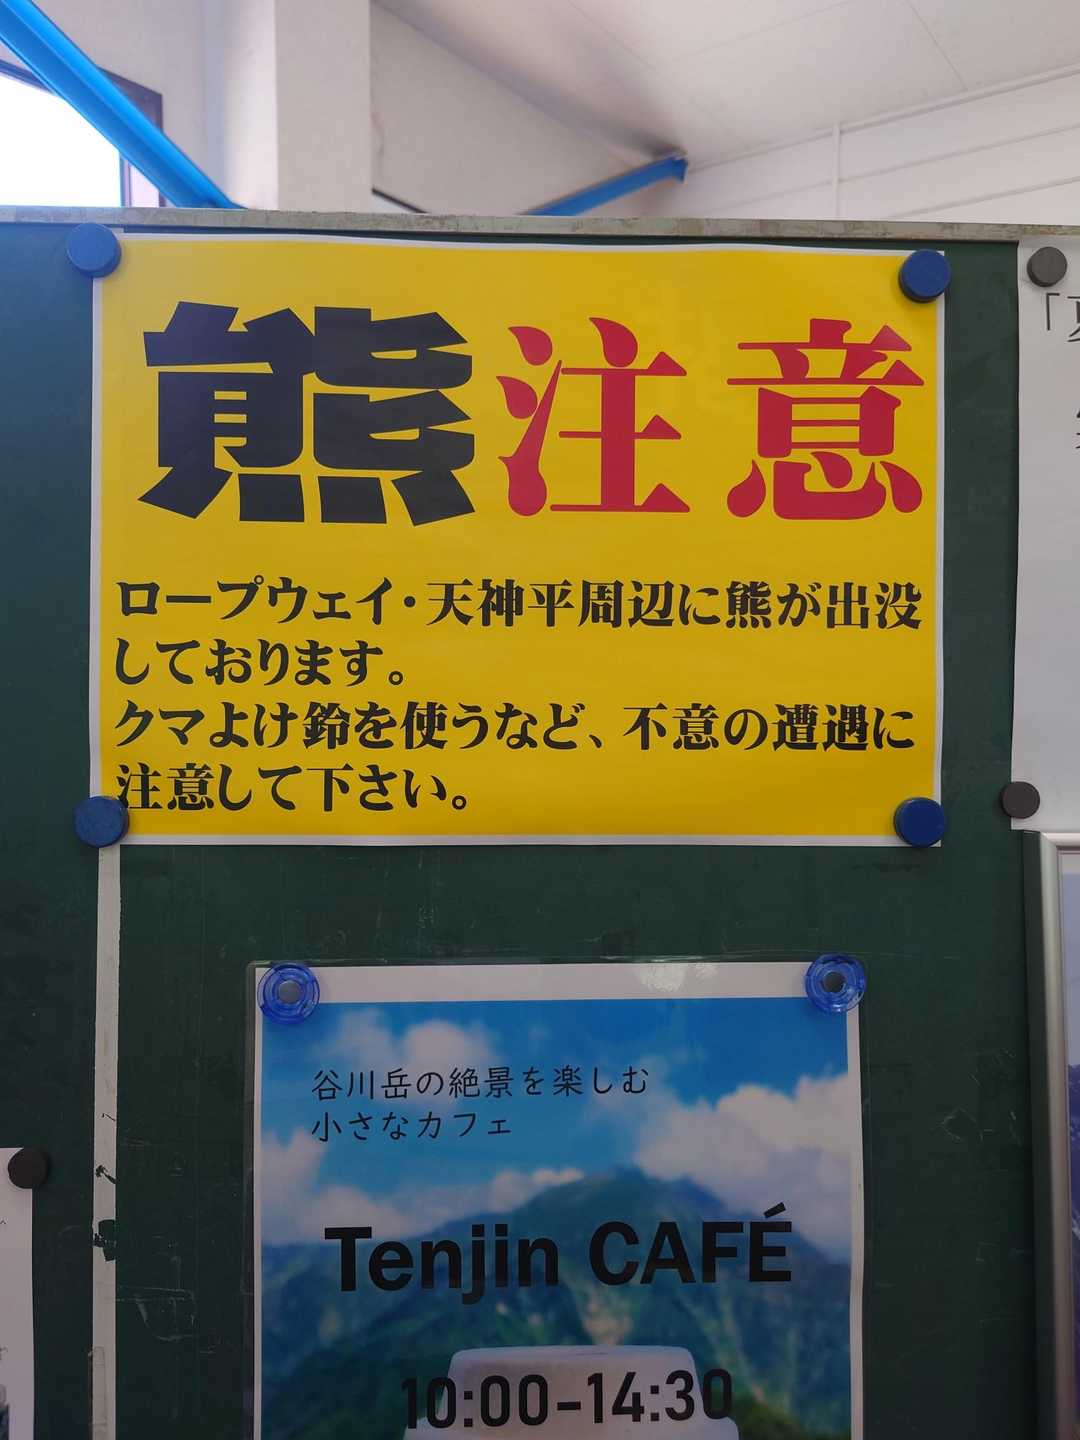 熊注意
ロープウェイ・天神平周辺に熊が出没
しております。
クマよけ鈴を使うなど、不意の遭遇に
注意して下さい。
谷川岳の絶景を楽しむ
小さなカフェ
Tenjin CAFÉ
10:00-14:30